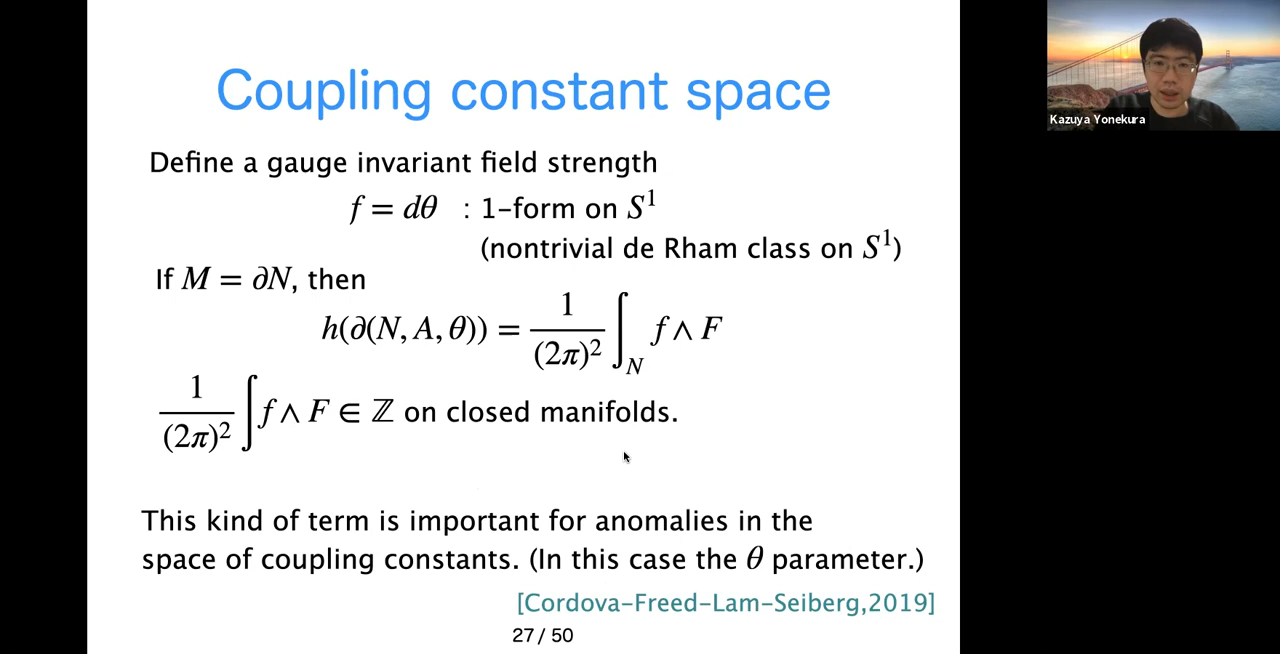 Coupling constant space
Define a gauge invariant field strength
f = dθ : 1-form on S¹
(nontrivial de Rham class on S¹)
If M = ∂N, then
h(∂(N, A, θ)) = 1/(2π)² ∫_N f ∧ F
1/(2π)² ∫ f ∧ F ∈ ℤ on closed manifolds.
This kind of term is important for anomalies in the
space of coupling constants. (In this case the θ parameter.)
[Cordova-Freed-Lam-Seiberg,2019]
27 / 50
Kazuya Yonekura